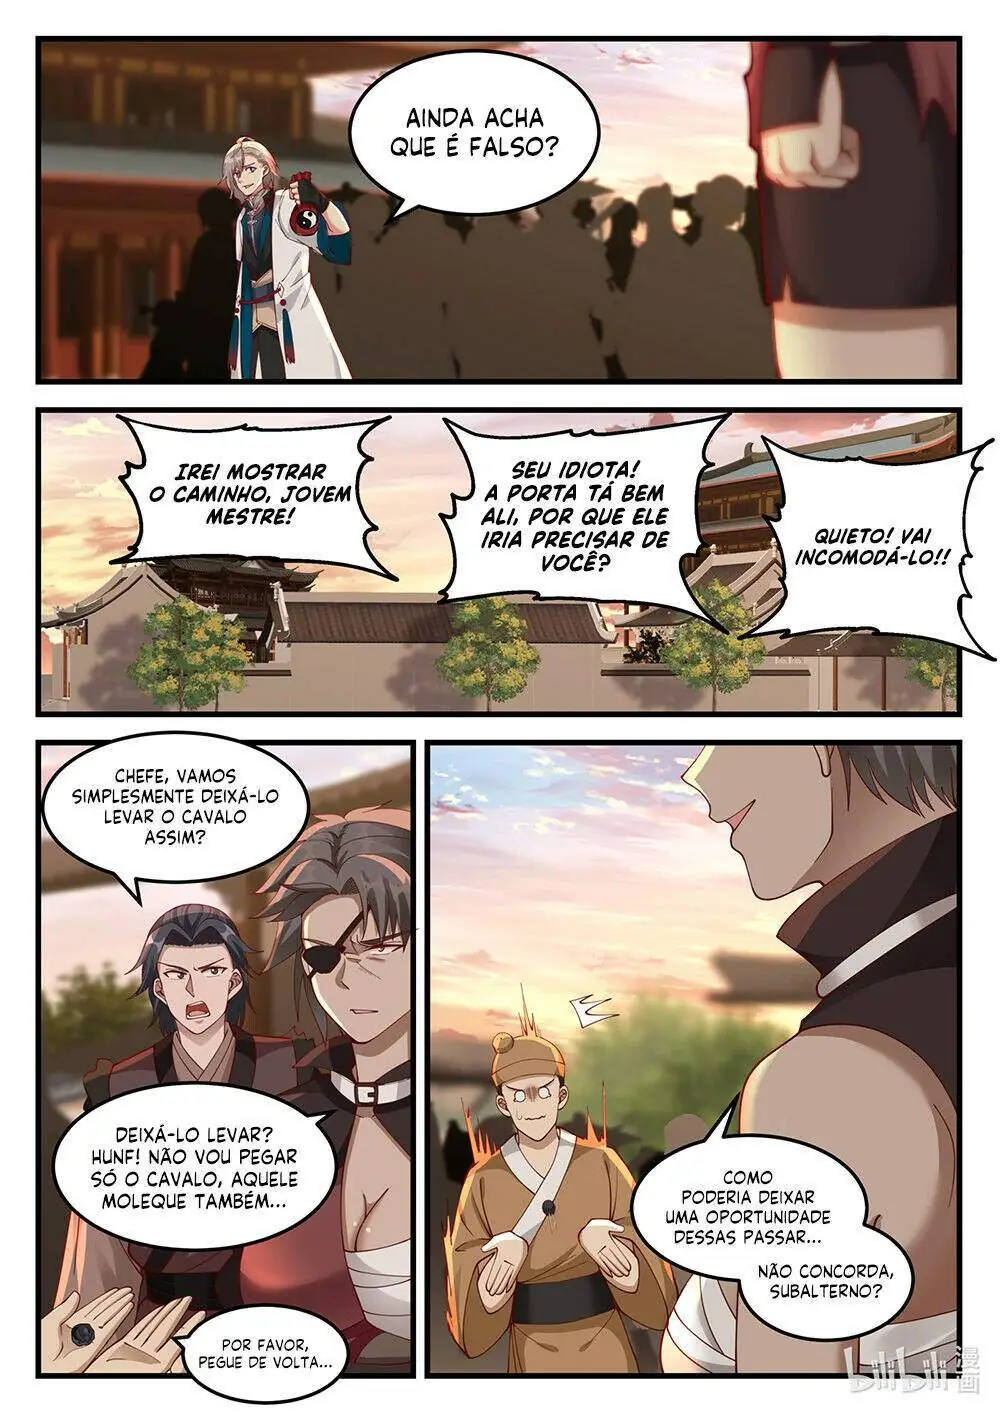 AINDA ACHA
QUE É FALSO?
IREI MOSTRAR
O CAMINHO, JOVEM
MESTRE!
SEU IDIOTA!
A PORTA TÁ BEM
ALI, POR QUE ELE
IRIA PRECISAR DE
VOCÊ?
QUIETO! VAI
INCOMODÁ-LO!!
CHEFE, VAMOS
SIMPLESMENTE DEIXÁ-LO
LEVAR O CAVALO
ASSIM?
DEIXÁ-LO LEVAR?
HUNF! NÃO VOU PEGAR
SÓ O CAVALO, AQUELE
MOLEQUE TAMBÉM...
POR FAVOR,
PEGUE DE VOLTA...
COMO
PODERIA DEIXAR
UMA OPORTUNIDADE
DESSAS PASSAR...
NÃO CONCORDA,
SUBALTERNO?
bilibili 漫画